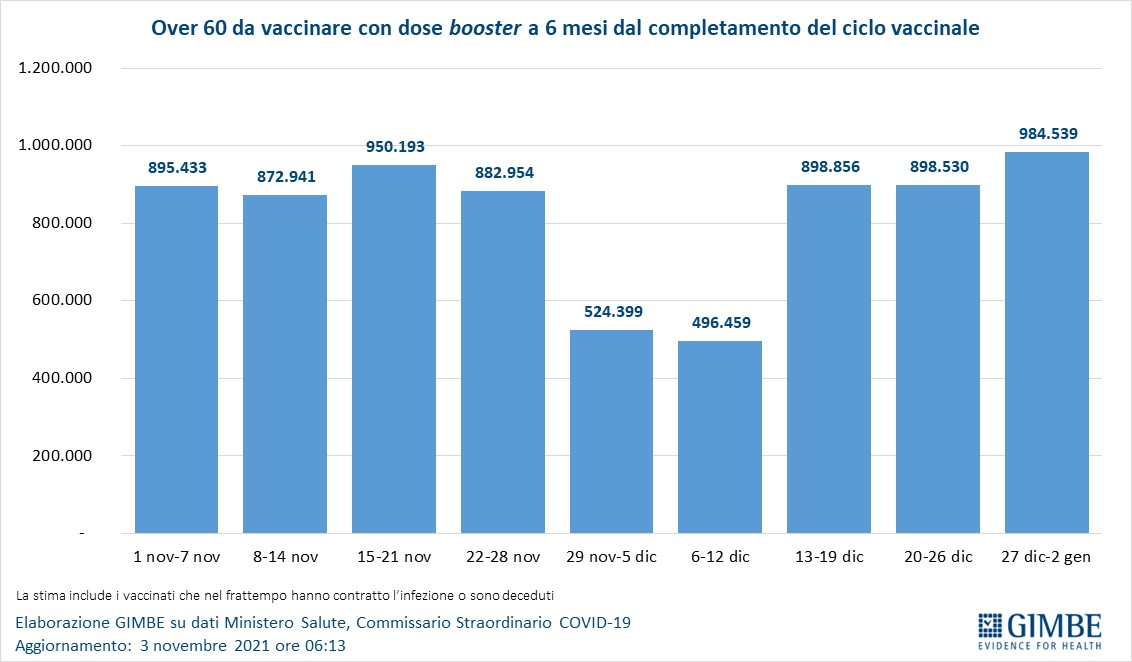 Over 60 da vaccinare con dose booster a 6 mesi dal completamento del ciclo vaccinale
1.200.000
1.000.000
800.000
600.000
400.000
200.000
-
895.433
872.941
950.193
882.954
524.399
496.459
898.856
898.530
984.539
1 nov-7 nov
8-14 nov
15-21 nov
22-28 nov
29 nov-5 dic
6-12 dic
13-19 dic
20-26 dic
27 dic-2 gen
La stima include i vaccinati che nel frattempo hanno contratto l’infezione o sono deceduti
Elaborazione GIMBE su dati Ministero Salute, Commissario Straordinario COVID-19
Aggiornamento: 3 novembre 2021 ore 06:13
GIMBE
EVIDENCE FOR HEALTH